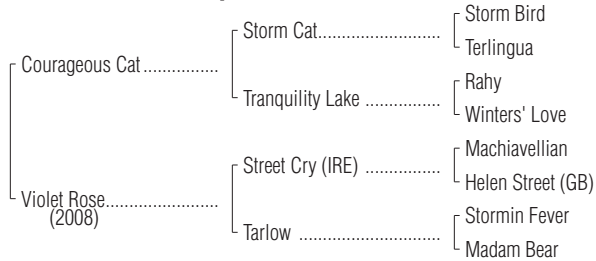 Storm Bird
Storm Cat
Terlingua
Courageous Cat
Rahy
Tranquility Lake
Winters' Love
Machiavellian
Street Cry (IRE)
Helen Street (GB)
Violet Rose
(2008)
Stormin Fever
Tarlow
Madam Bear